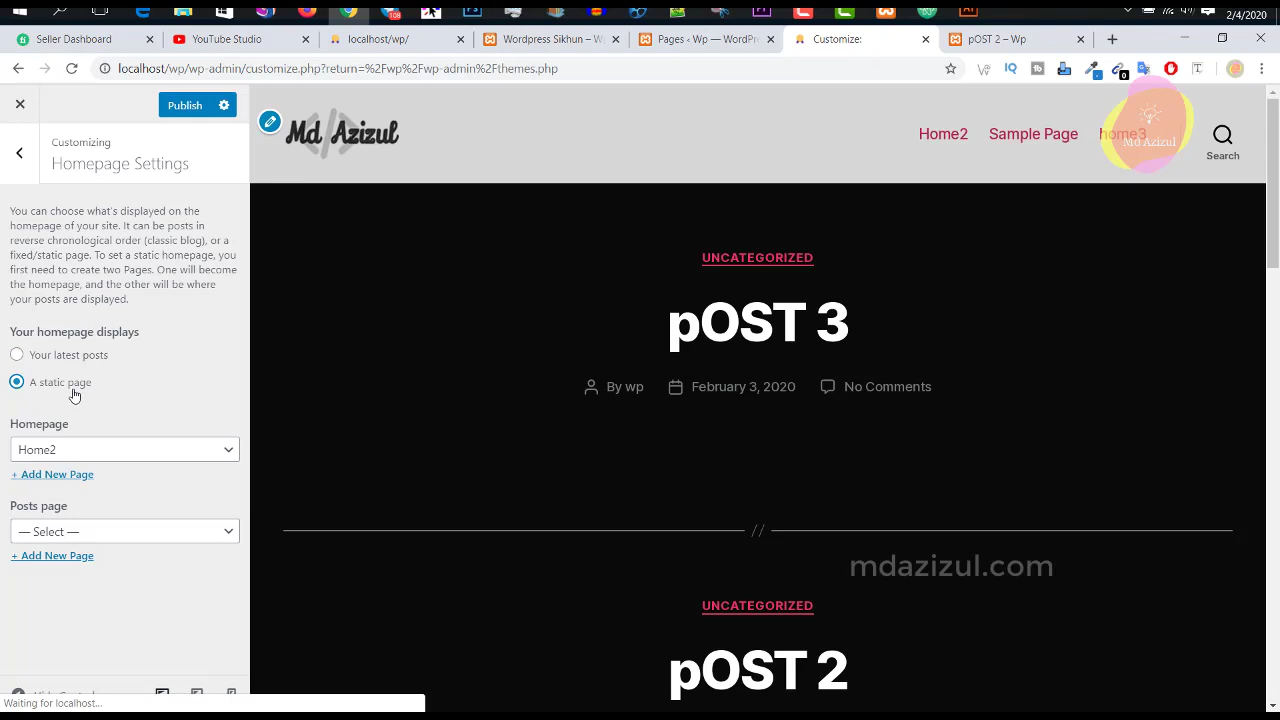 108
2/4/2020
Seller Dashboard
YouTube Studio
localhost/wp/
Wordpress Sikhun – W
Pages ‹ Wp — WordPre
Customize:
pOST 2 – Wp
localhost/wp/wp-admin/customize.php?return=%2Fwp%2Fwp-admin%2Fthemes.php
Publish
Customizing
Homepage Settings
You can choose what's displayed on the
homepage of your site. It can be posts in
reverse chronological order (classic blog), or a
fixed/static page. To set a static homepage, you
first need to create two Pages. One will become
the homepage, and the other will be where
your posts are displayed.
Your homepage displays
Your latest posts
A static page
Homepage
Home2
+ Add New Page
Posts page
— Select —
+ Add New Page
Waiting for localhost...
Md Azizul
Home2
Sample Page
home3
Md Azizul
Search
UNCATEGORIZED
pOST 3
By wp
February 3, 2020
No Comments
//
mdazizul.com
UNCATEGORIZED
pOST 2